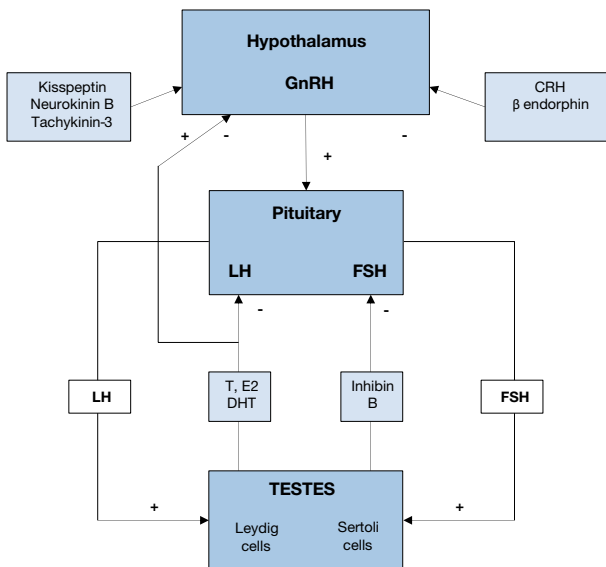 Hypothalamus
GnRH
Kisspeptin
Neurokinin B
Tachykinin-3
CRH
β endorphin
+ -
-
+
Pituitary
LH FSH
-
-
LH
T, E2
DHT
Inhibin
B
FSH
+
+
TESTES
Leydig
cells
Sertoli
cells